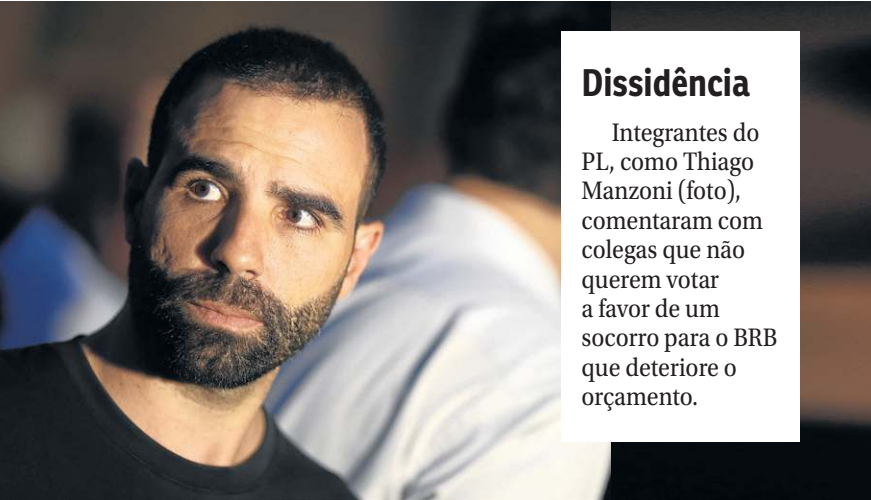 Dissidência
Integrantes do
PL, como Thiago
Manzoni (foto),
comentaram com
colegas que não
querem votar
a favor de um
socorro para o BRB
que deteriore o
orçamento.